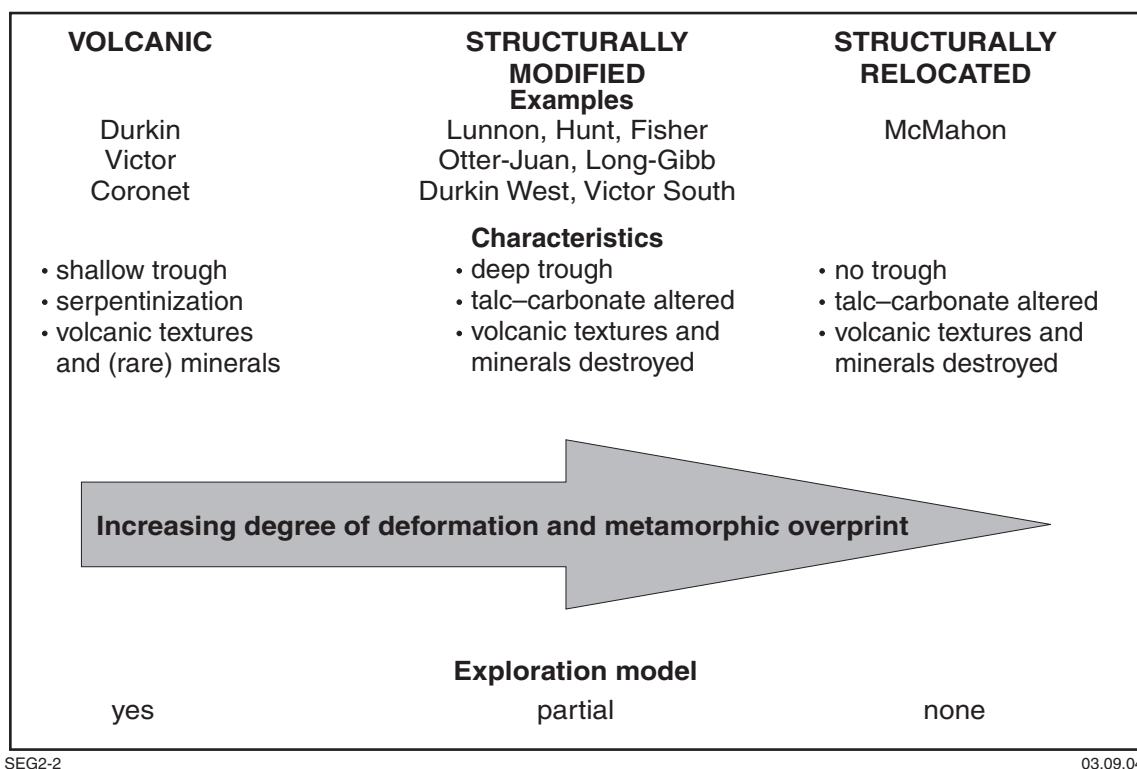 VOLCANIC
STRUCTURALLY
MODIFIED
STRUCTURALLY
RELOCATED
Examples
Durkin
Victor
Coronet
Lunnon, Hunt, Fisher
Otter-Juan, Long-Gibb
Durkin West, Victor South
McMahon
Characteristics
• shallow trough
• serpentinization
• volcanic textures
and (rare) minerals
• deep trough
• talc–carbonate altered
• volcanic textures and
minerals destroyed
• no trough
• talc–carbonate altered
• volcanic textures and
minerals destroyed
Increasing degree of deformation and metamorphic overprint
Exploration model
yes
partial
none
SEG2-2
03.09.04